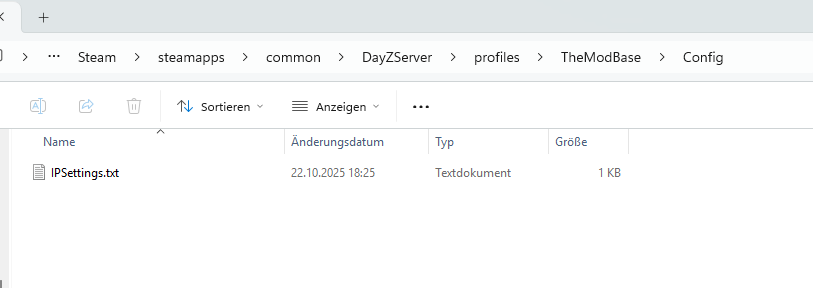 Steam > steamapps > common > DayZServer > profiles > TheModBase > Config
Sortieren Anzeigen
Name Änderungsdatum Typ Größe
IPSettings.txt 22.10.2025 18:25 Textdokument 1 KB